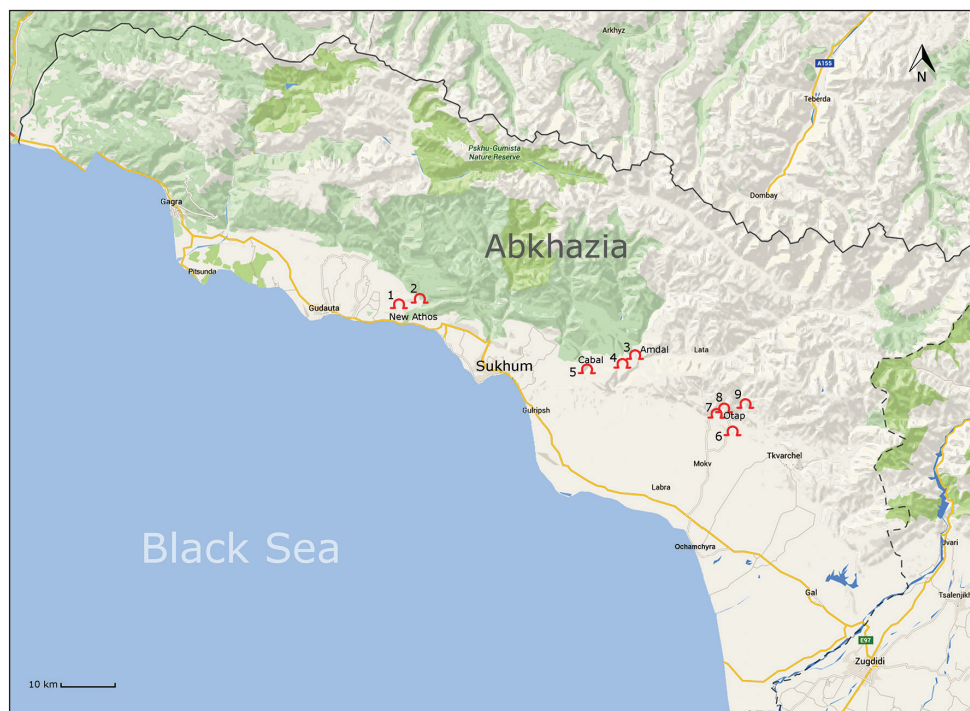 Arkhyz
A155
N
Teberda
Pskhu-Gumista
Nature Reserve
Dombay
Gagra
Abkhazia
Pitsunda
1
2
Gudauta
New Athos
3
Amdal
Lata
4
Cabal
5
Sukhum
Gulripsh
9
8
7
Otap
6
Mokv
Tkvarchel
Labra
Black Sea
Ochamchyra
Jvari
Gal
Tsalenjikh
E97
Zugdidi
10 km